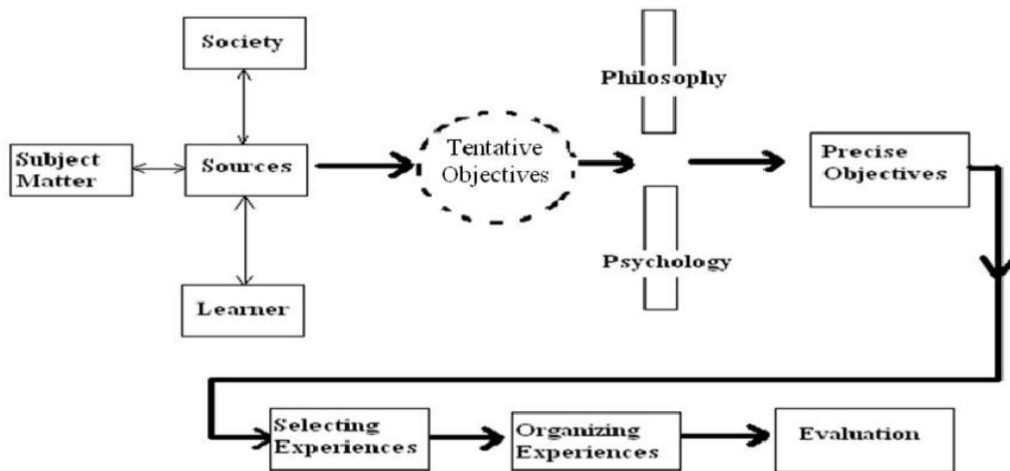 Society
Philosophy
Subject
Matter
Sources
Tentative
Objectives
Precise
Objectives
Psychology
Learner
Selecting
Experiences
Organizing
Experiences
Evaluation